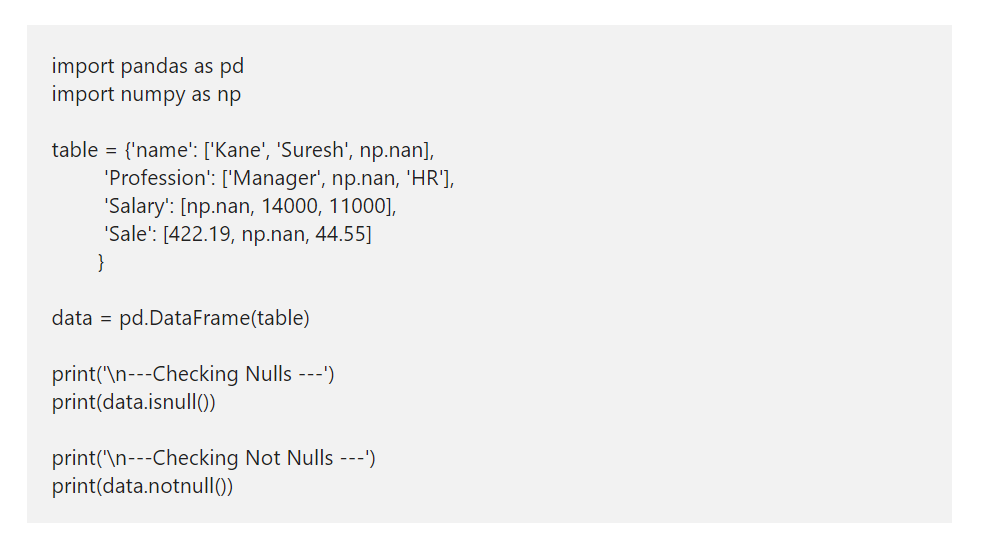 import pandas as pd
import numpy as np
table = {'name': ['Kane', 'Suresh', np.nan],
'Profession': ['Manager', np.nan, 'HR'],
'Salary': [np.nan, 14000, 11000],
'Sale': [422.19, np.nan, 44.55]
}
data = pd.DataFrame(table)
print('\n---Checking Nulls ---')
print(data.isnull())
print('\n---Checking Not Nulls ---')
print(data.notnull())